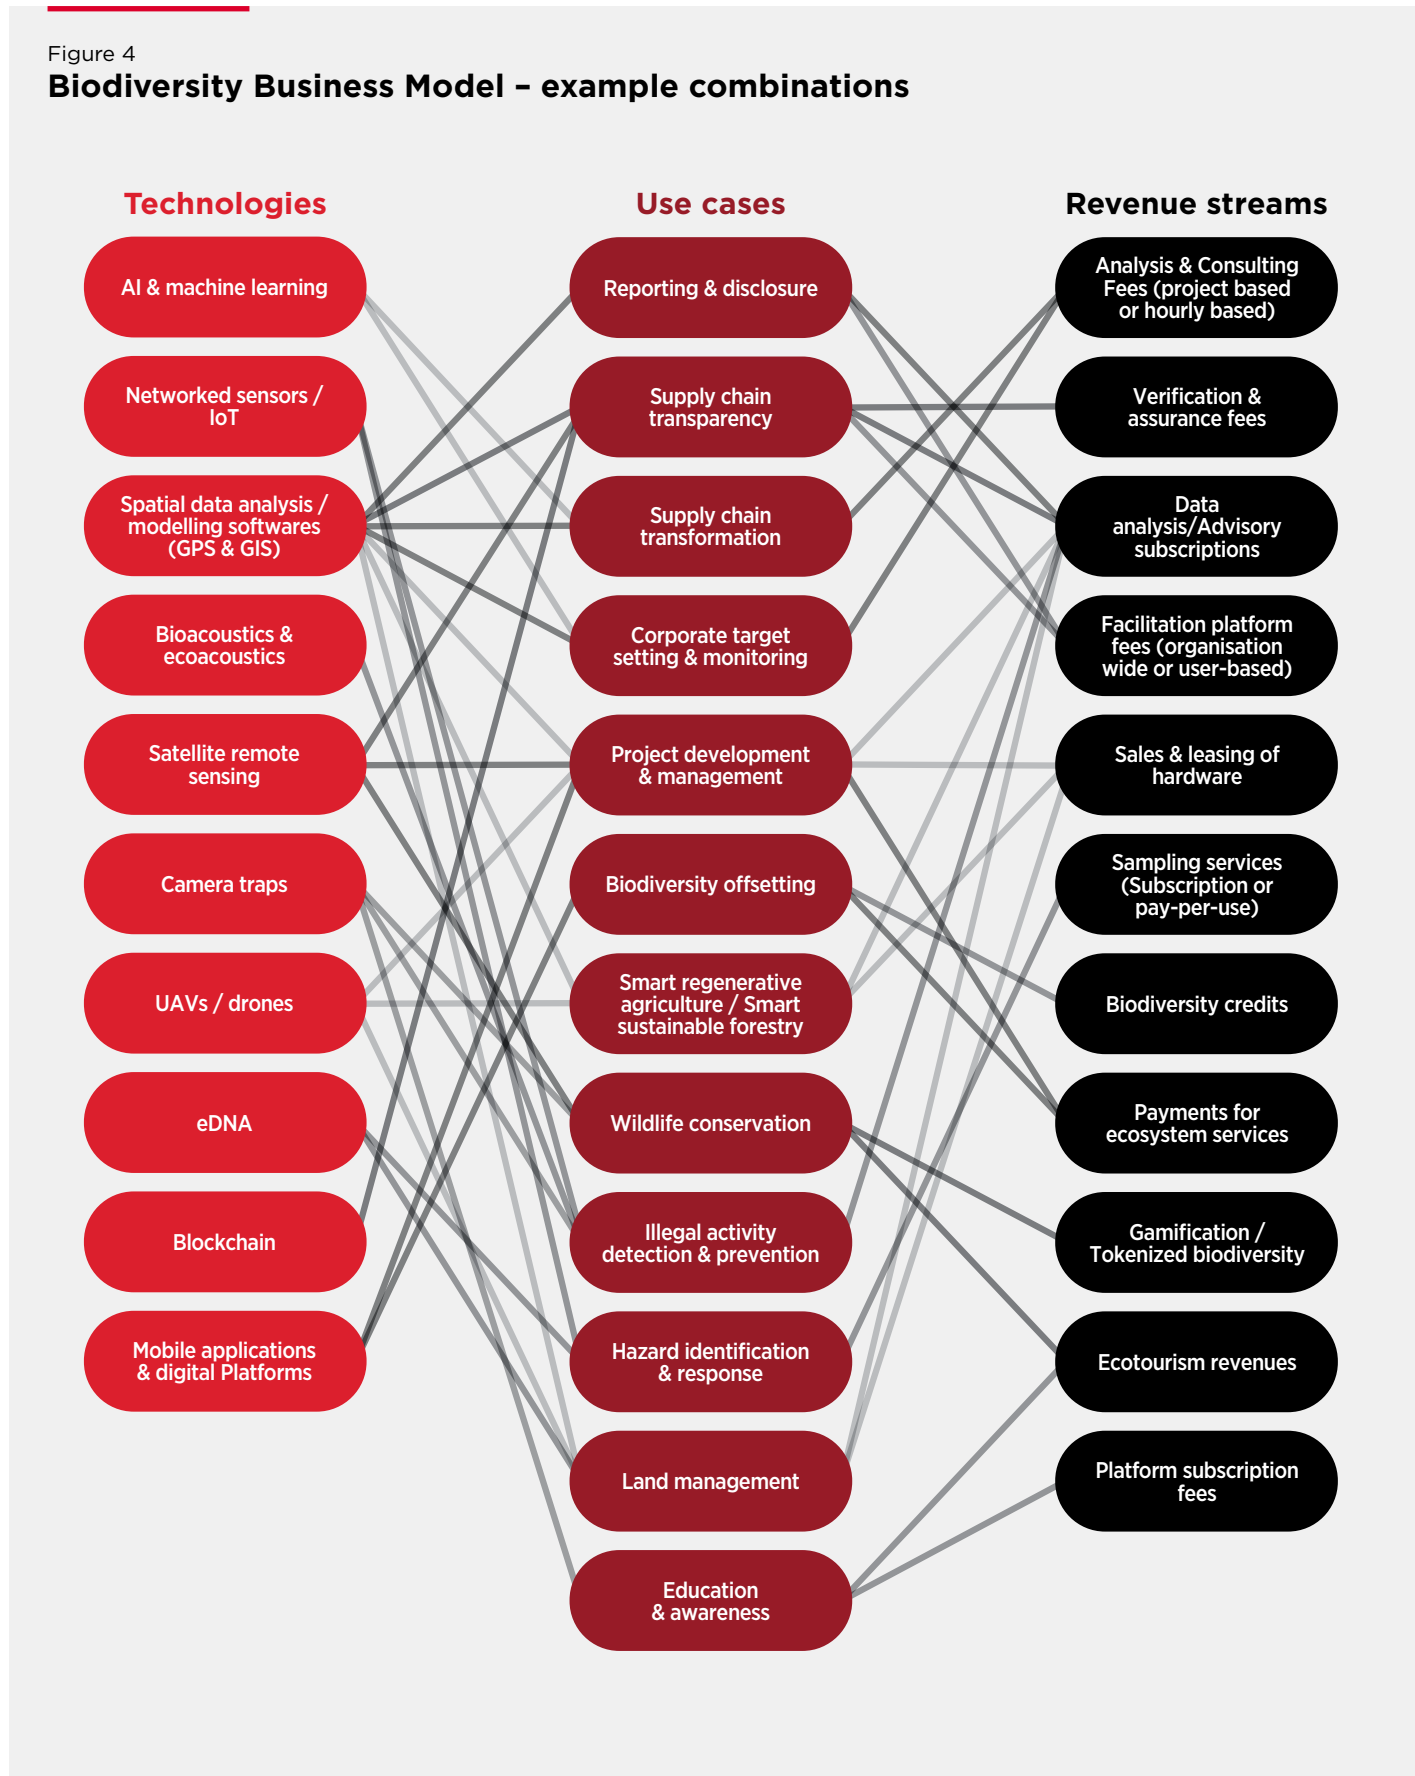 Figure 4
Biodiversity Business Model – example combinations
Technologies
AI & machine learning
Networked sensors /
IoT
Spatial data analysis /
modelling softwares
(GPS & GIS)
Bioacoustics &
ecoacoustics
Satellite remote
sensing
Camera traps
UAVs / drones
eDNA
Blockchain
Mobile applications
& digital Platforms
Use cases
Reporting & disclosure
Supply chain
transparency
Supply chain
transformation
Corporate target
setting & monitoring
Project development
& management
Biodiversity offsetting
Smart regenerative
agriculture / Smart
sustainable forestry
Wildlife conservation
Illegal activity
detection & prevention
Hazard identification
& response
Land management
Education
& awareness
Revenue streams
Analysis & Consulting
Fees (project based
or hourly based)
Verification &
assurance fees
Data
analysis/Advisory
subscriptions
Facilitation platform
fees (organisation
wide or user-based)
Sales & leasing of
hardware
Sampling services
(Subscription or
pay-per-use)
Biodiversity credits
Payments for
ecosystem services
Gamification /
Tokenized biodiversity
Ecotourism revenues
Platform subscription
fees